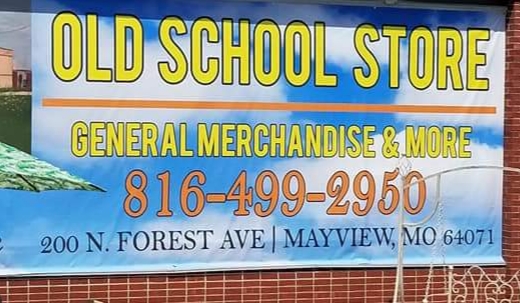 OLD SCHOOL STORE
GENERAL MERCHANDISE & MORE
816-499-2950
200 N. FOREST AVE | MAYVIEW, MO 64071